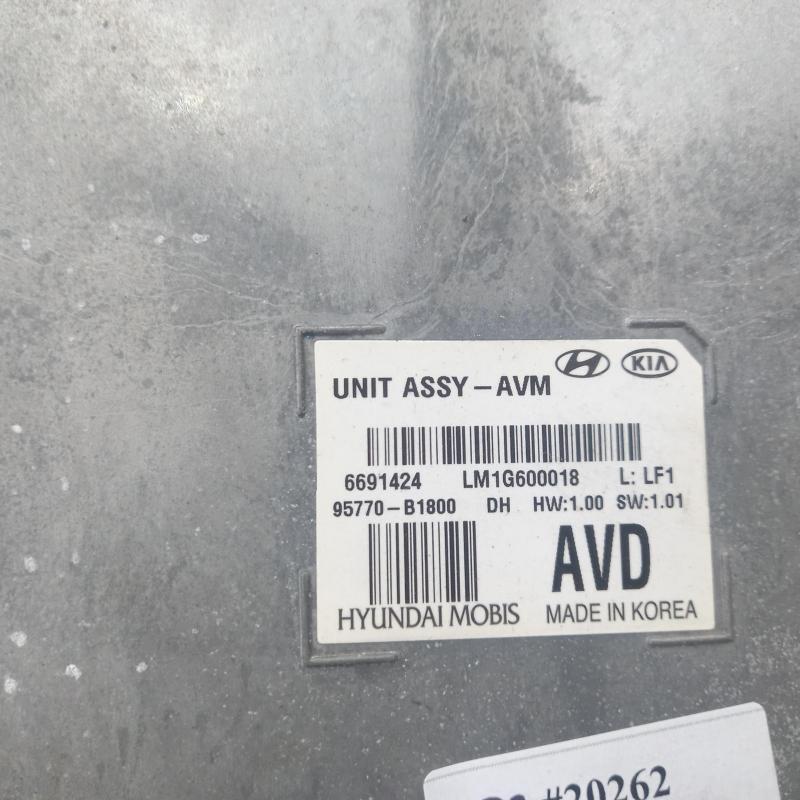 UNIT ASSY-AVM KIA
6691424 LM1G600018 L: LF1
95770-B1800 DH HW:1.00 SW:1.01
AVD
HYUNDAI MOBIS MADE IN KOREA
#20262